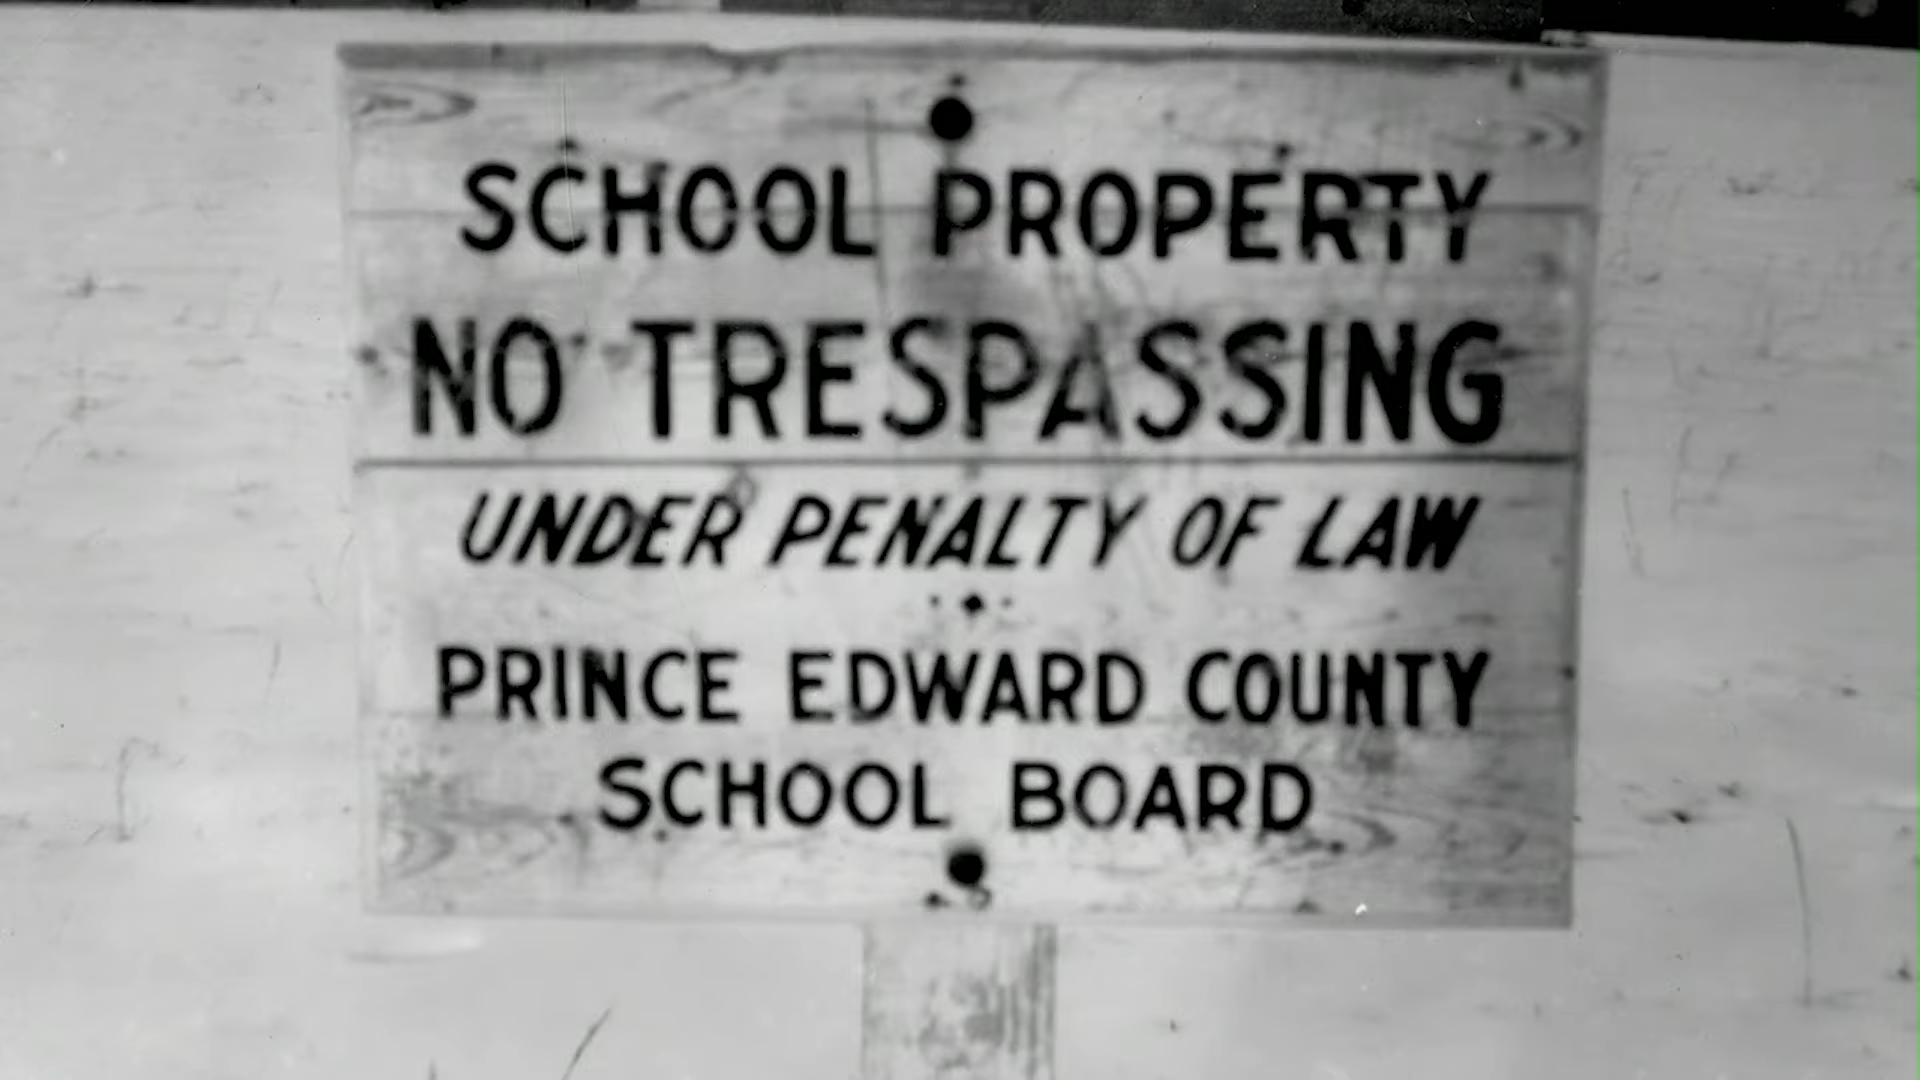 SCHOOL PROPERTY
NO TRESPASSING
UNDER PENALTY OF LAW
PRINCE EDWARD COUNTY
SCHOOL BOARD